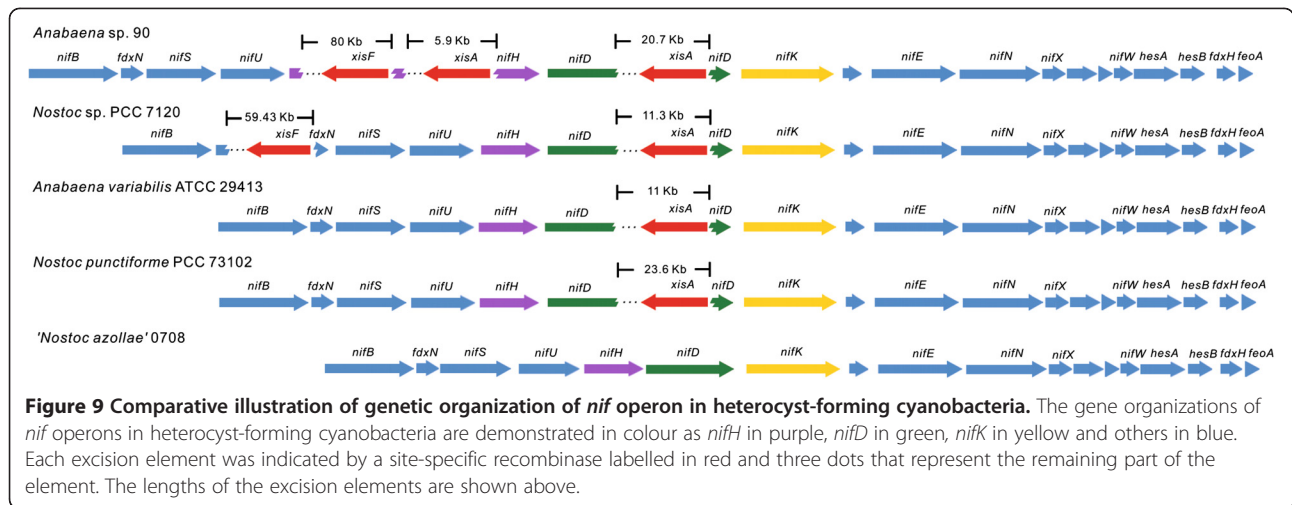 Anabaena sp. 90
80 Kb 5.9 Kb 20.7 Kb
nifB fdxN nifS nifU xisF xisA nifH nifD xisA nifD nifK nifE nifN nifX nifW hesA hesB fdxH feoA
Nostoc sp. PCC 7120
59.43 Kb 11.3 Kb
nifB xisF fdxN nifS nifU nifH nifD xisA nifD nifK nifE nifN nifX nifW hesA hesB fdxH feoA
Anabaena variabilis ATCC 29413
11 Kb
nifB fdxN nifS nifU nifH nifD xisA nifD nifK nifE nifN nifX nifW hesA hesB fdxH feoA
Nostoc punctiforme PCC 73102
23.6 Kb
nifB fdxN nifS nifU nifH nifD xisA nifD nifK nifE nifN nifX nifW hesA hesB fdxH feoA
'Nostoc azollae' 0708
nifB fdxN nifS nifU nifH nifD nifK nifE nifN nifX nifW hesA hesB fdxH feoA
Figure 9 Comparative illustration of genetic organization of nif operon in heterocyst-forming cyanobacteria. The gene organizations of
nif operons in heterocyst-forming cyanobacteria are demonstrated in colour as nifH in purple, nifD in green, nifK in yellow and others in blue.
Each excision element was indicated by a site-specific recombinase labelled in red and three dots that represent the remaining part of the
element. The lengths of the excision elements are shown above.